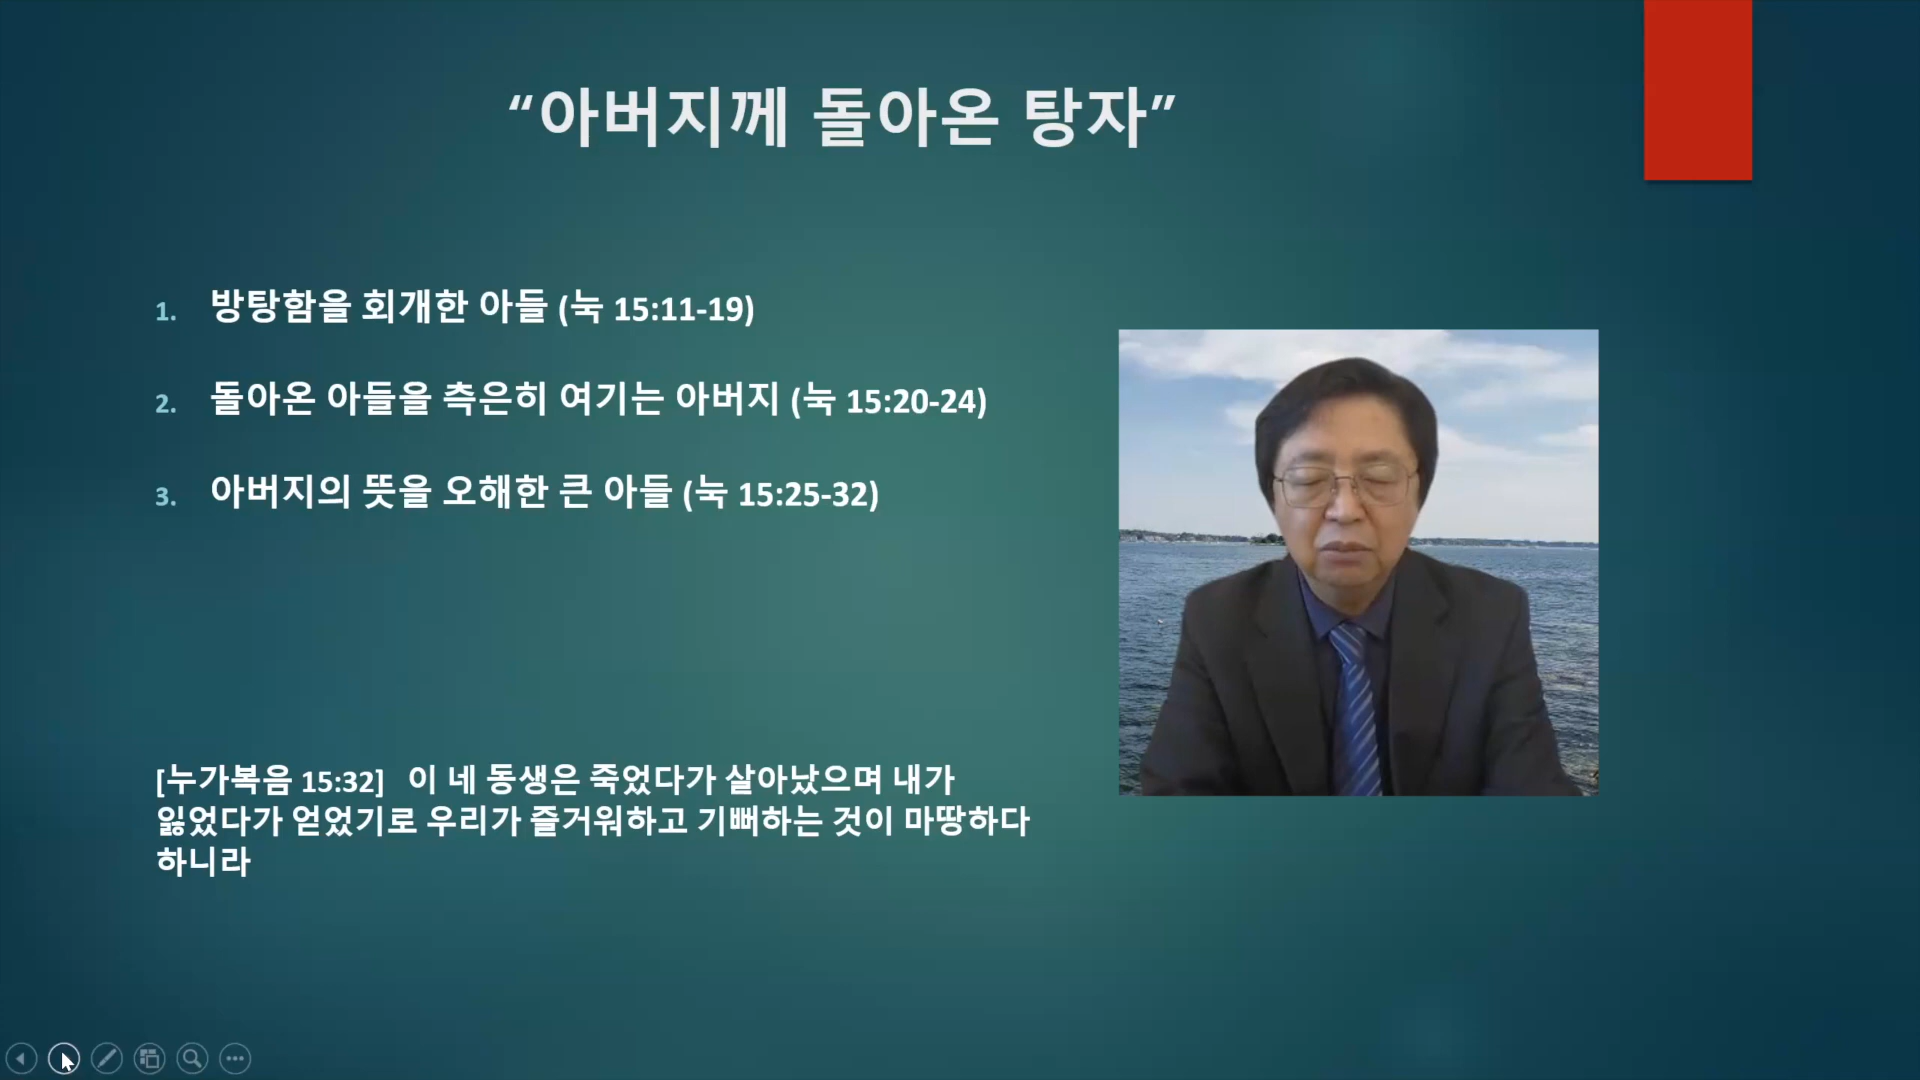 “아버지께 돌아온 탕자”
1. 방탕함을 회개한 아들 (눅 15:11-19)
2. 돌아온 아들을 측은히 여기는 아버지 (눅 15:20-24)
3. 아버지의 뜻을 오해한 큰 아들 (눅 15:25-32)
[누가복음 15:32] 이 네 동생은 죽었다가 살아났으며 내가
잃었다가 얻었기로 우리가 즐거워하고 기뻐하는 것이 마땅하다
하니라